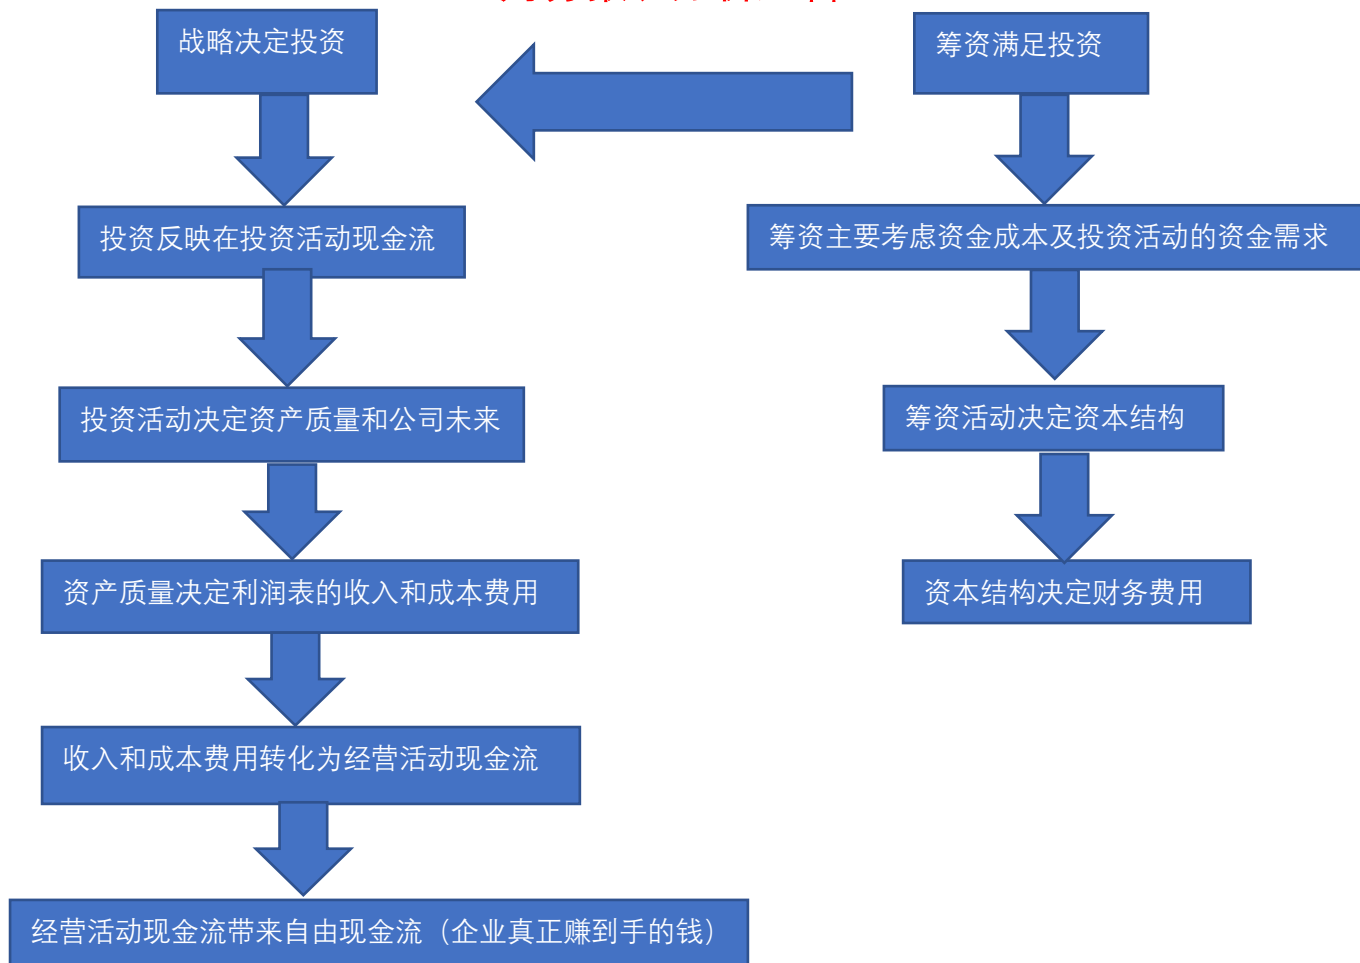 战略决定投资
筹资满足投资
投资反映在投资活动现金流
筹资主要考虑资金成本及投资活动的资金需求
投资活动决定资产质量和公司未来
筹资活动决定资本结构
资产质量决定利润表的收入和成本费用
资本结构决定财务费用
收入和成本费用转化为经营活动现金流
经营活动现金流带来自由现金流（企业真正赚到手的钱）